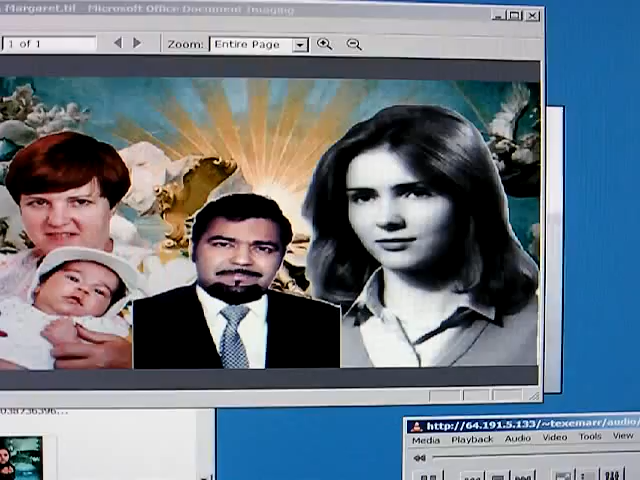 Margaret.tif - Microsoft Office Document Imaging
1 of 1
Zoom: Entire Page
038736396...
http://64.191.5.133/~texemarr/audio/
Media Playback Audio Video Tools View